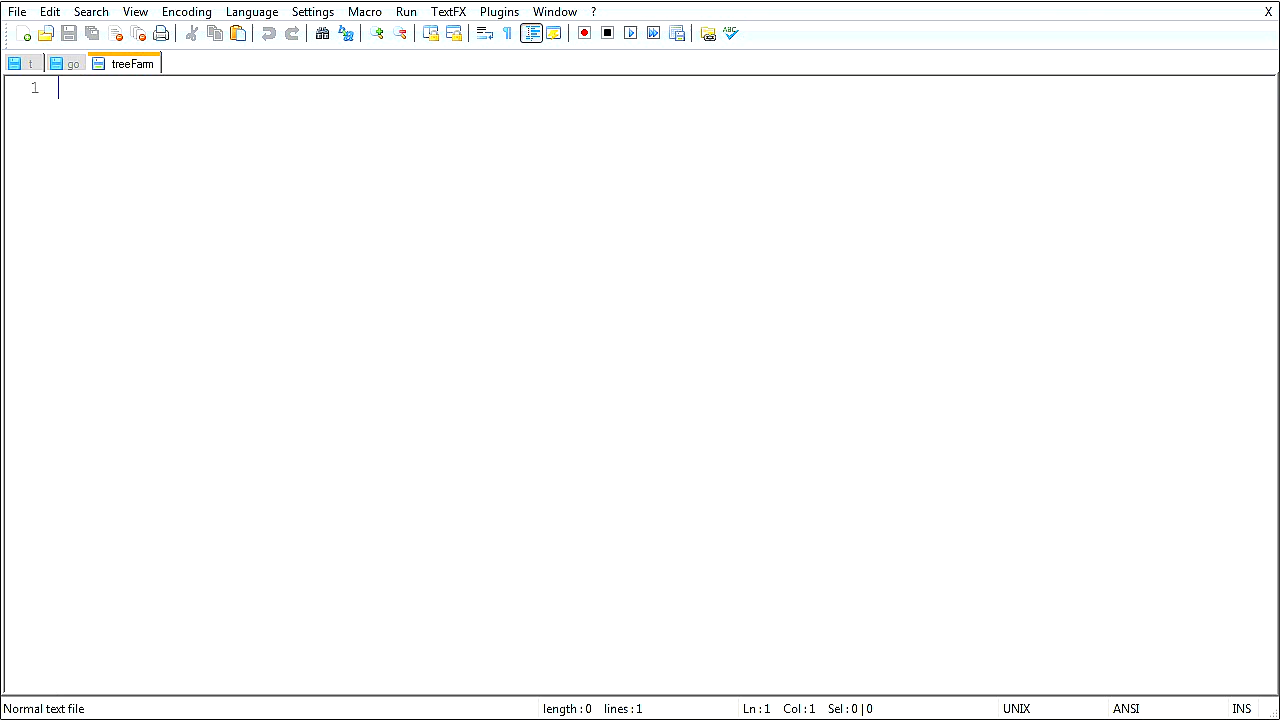 File Edit Search View Encoding Language Settings Macro Run TextFX Plugins Window ? X
ABC
t go treeFarm
1
Normal text file length : 0 lines : 1 Ln : 1 Col : 1 Sel : 0 | 0 UNIX ANSI INS